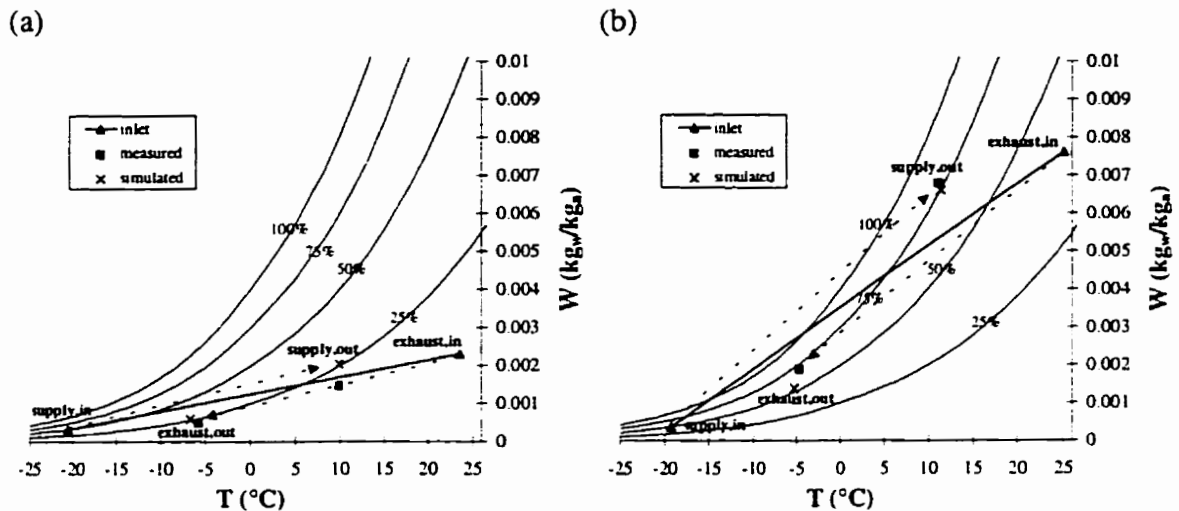 (a)
inlet
measured
simulated
100%
75%
50%
25%
supply,out
exhaust,in
supply,in
exhaust,out
0.01
0.009
0.008
0.007
0.006
0.005
0.004
0.003
0.002
0.001
0
W (kgw/kga)
-25 -20 -15 -10 -5 0 5 10 15 20 25
T (°C)
(b)
inlet
measured
simulated
exhaust,in
supply,out
100%
75%
50%
25%
exhaust,out
supply,in
0.01
0.009
0.008
0.007
0.006
0.005
0.004
0.003
0.002
0.001
0
W (kgw/kga)
-25 -20 -15 -10 -5 0 5 10 15 20 25
T (°C)